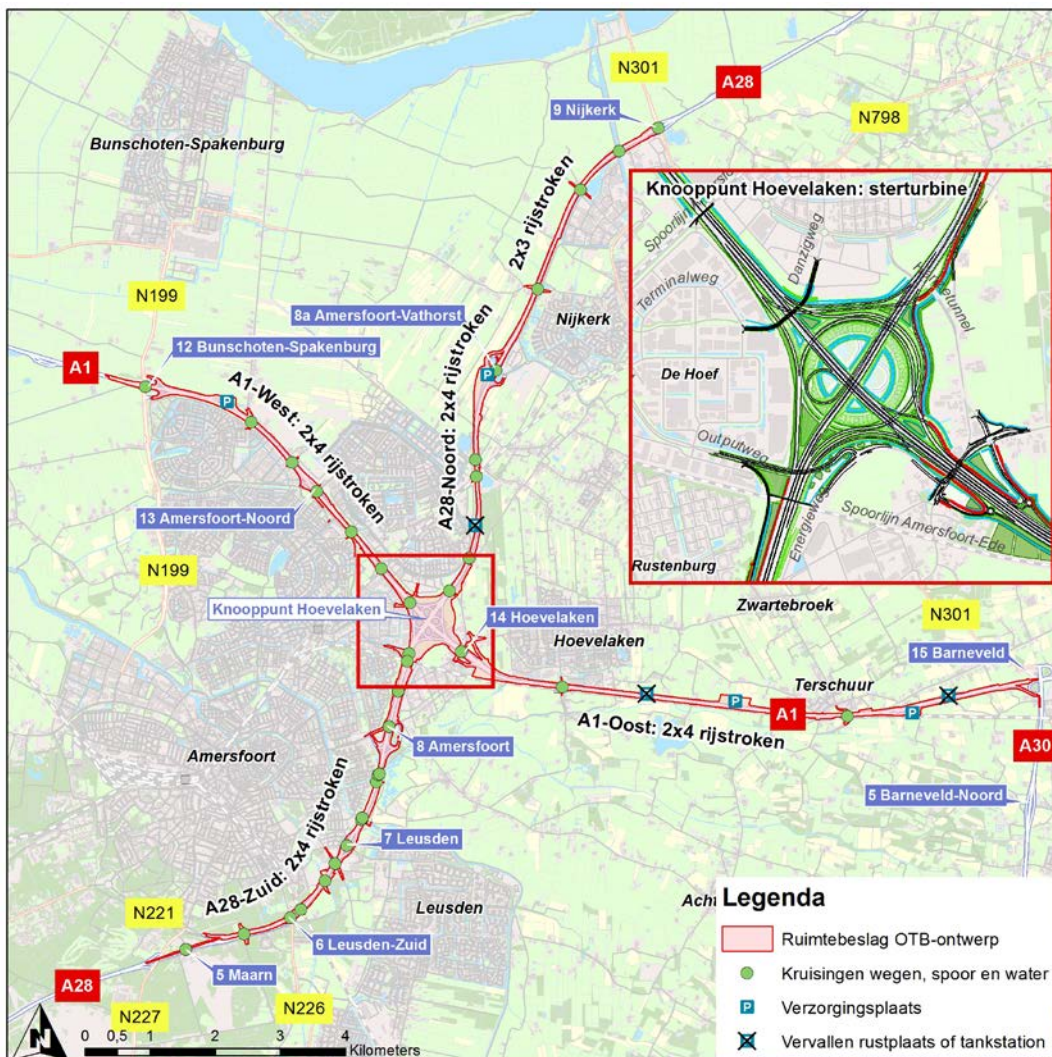 N301
A28
9 Nijkerk
N798
Bunschoten-Spakenburg
2x3 rijstroken
Knooppunt Hoevelaken: sterturbine
Spoorlijn
Danzigweg
Terminalweg
De Hoef
Outputweg
Energieweg
Spoorlijn Amersfoort-Ede
Rustenburg
N199
8a Amersfoort-Vathorst
Nijkerk
12 Bunschoten-Spakenburg
A1
A1-West: 2x4 rijstroken
A28-Noord: 2x4 rijstroken
13 Amersfoort-Noord
N199
Zwartebroek
Knooppunt Hoevelaken
14 Hoevelaken
Hoevelaken
N301
15 Barneveld
Terschuur
A1
A1-Oost: 2x4 rijstroken
A30
Amersfoort
8 Amersfoort
5 Barneveld-Noord
A28-Zuid: 2x4 rijstroken
7 Leusden
Leusden
N221
6 Leusden-Zuid
5 Maarn
A28
N227
N226
Acht
Legenda
Ruimtebeslag OTB-ontwerp
Kruisingen wegen, spoor en water
P Verzorgingsplaats
Vervallen rustplaats of tankstation
N
0 0,5 1 2 3 4
Kilometers